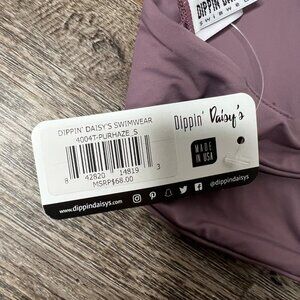 DIPPIN' DAISY'S
SWIMWEAR
DIPPIN' DAISY'S SWIMWEAR
4004T-PURHAZE_S
8 42820 14819 3
MSRP$68.00
Dippin' Daisy's
MADE
IN USA
www.dippindaisys.com
@dippindaisys